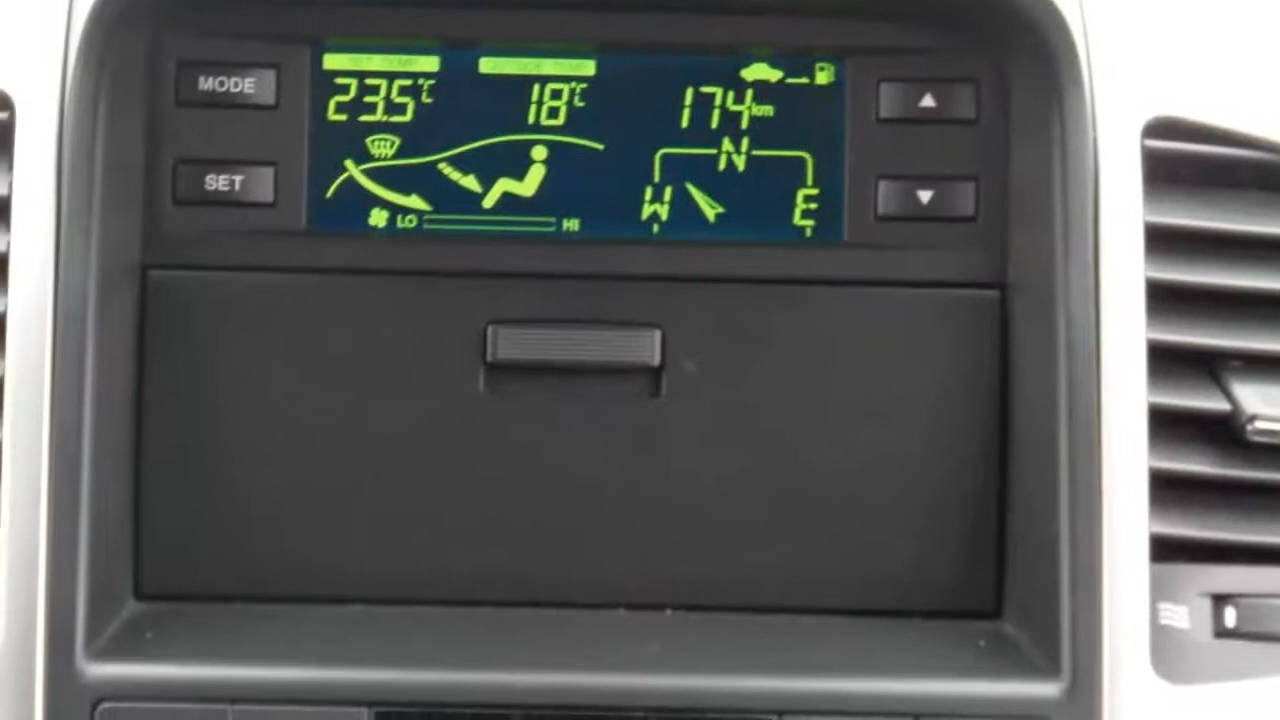 MODE
SET
SET TEMP
OUTSIDE TEMP
23.5°C
18°C
174km
N
W
E
LO
HI